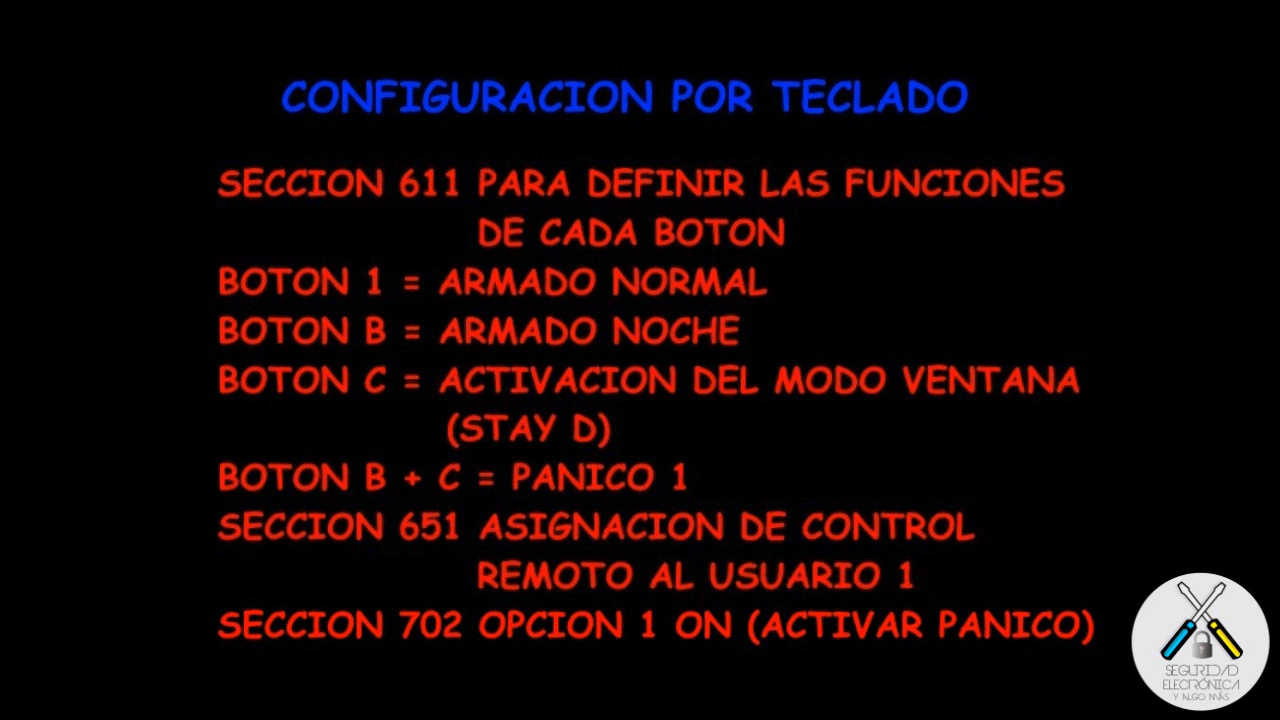 CONFIGURACION POR TECLADO
SECCION 611 PARA DEFINIR LAS FUNCIONES
DE CADA BOTON
BOTON 1 = ARMADO NORMAL
BOTON B = ARMADO NOCHE
BOTON C = ACTIVACION DEL MODO VENTANA
(STAY D)
BOTON B + C = PANICO 1
SECCION 651 ASIGNACION DE CONTROL
REMOTO AL USUARIO 1
SECCION 702 OPCION 1 ON (ACTIVAR PANICO)
SEGURIDAD
ELECTRÓNICA
Y ALGO MÁS